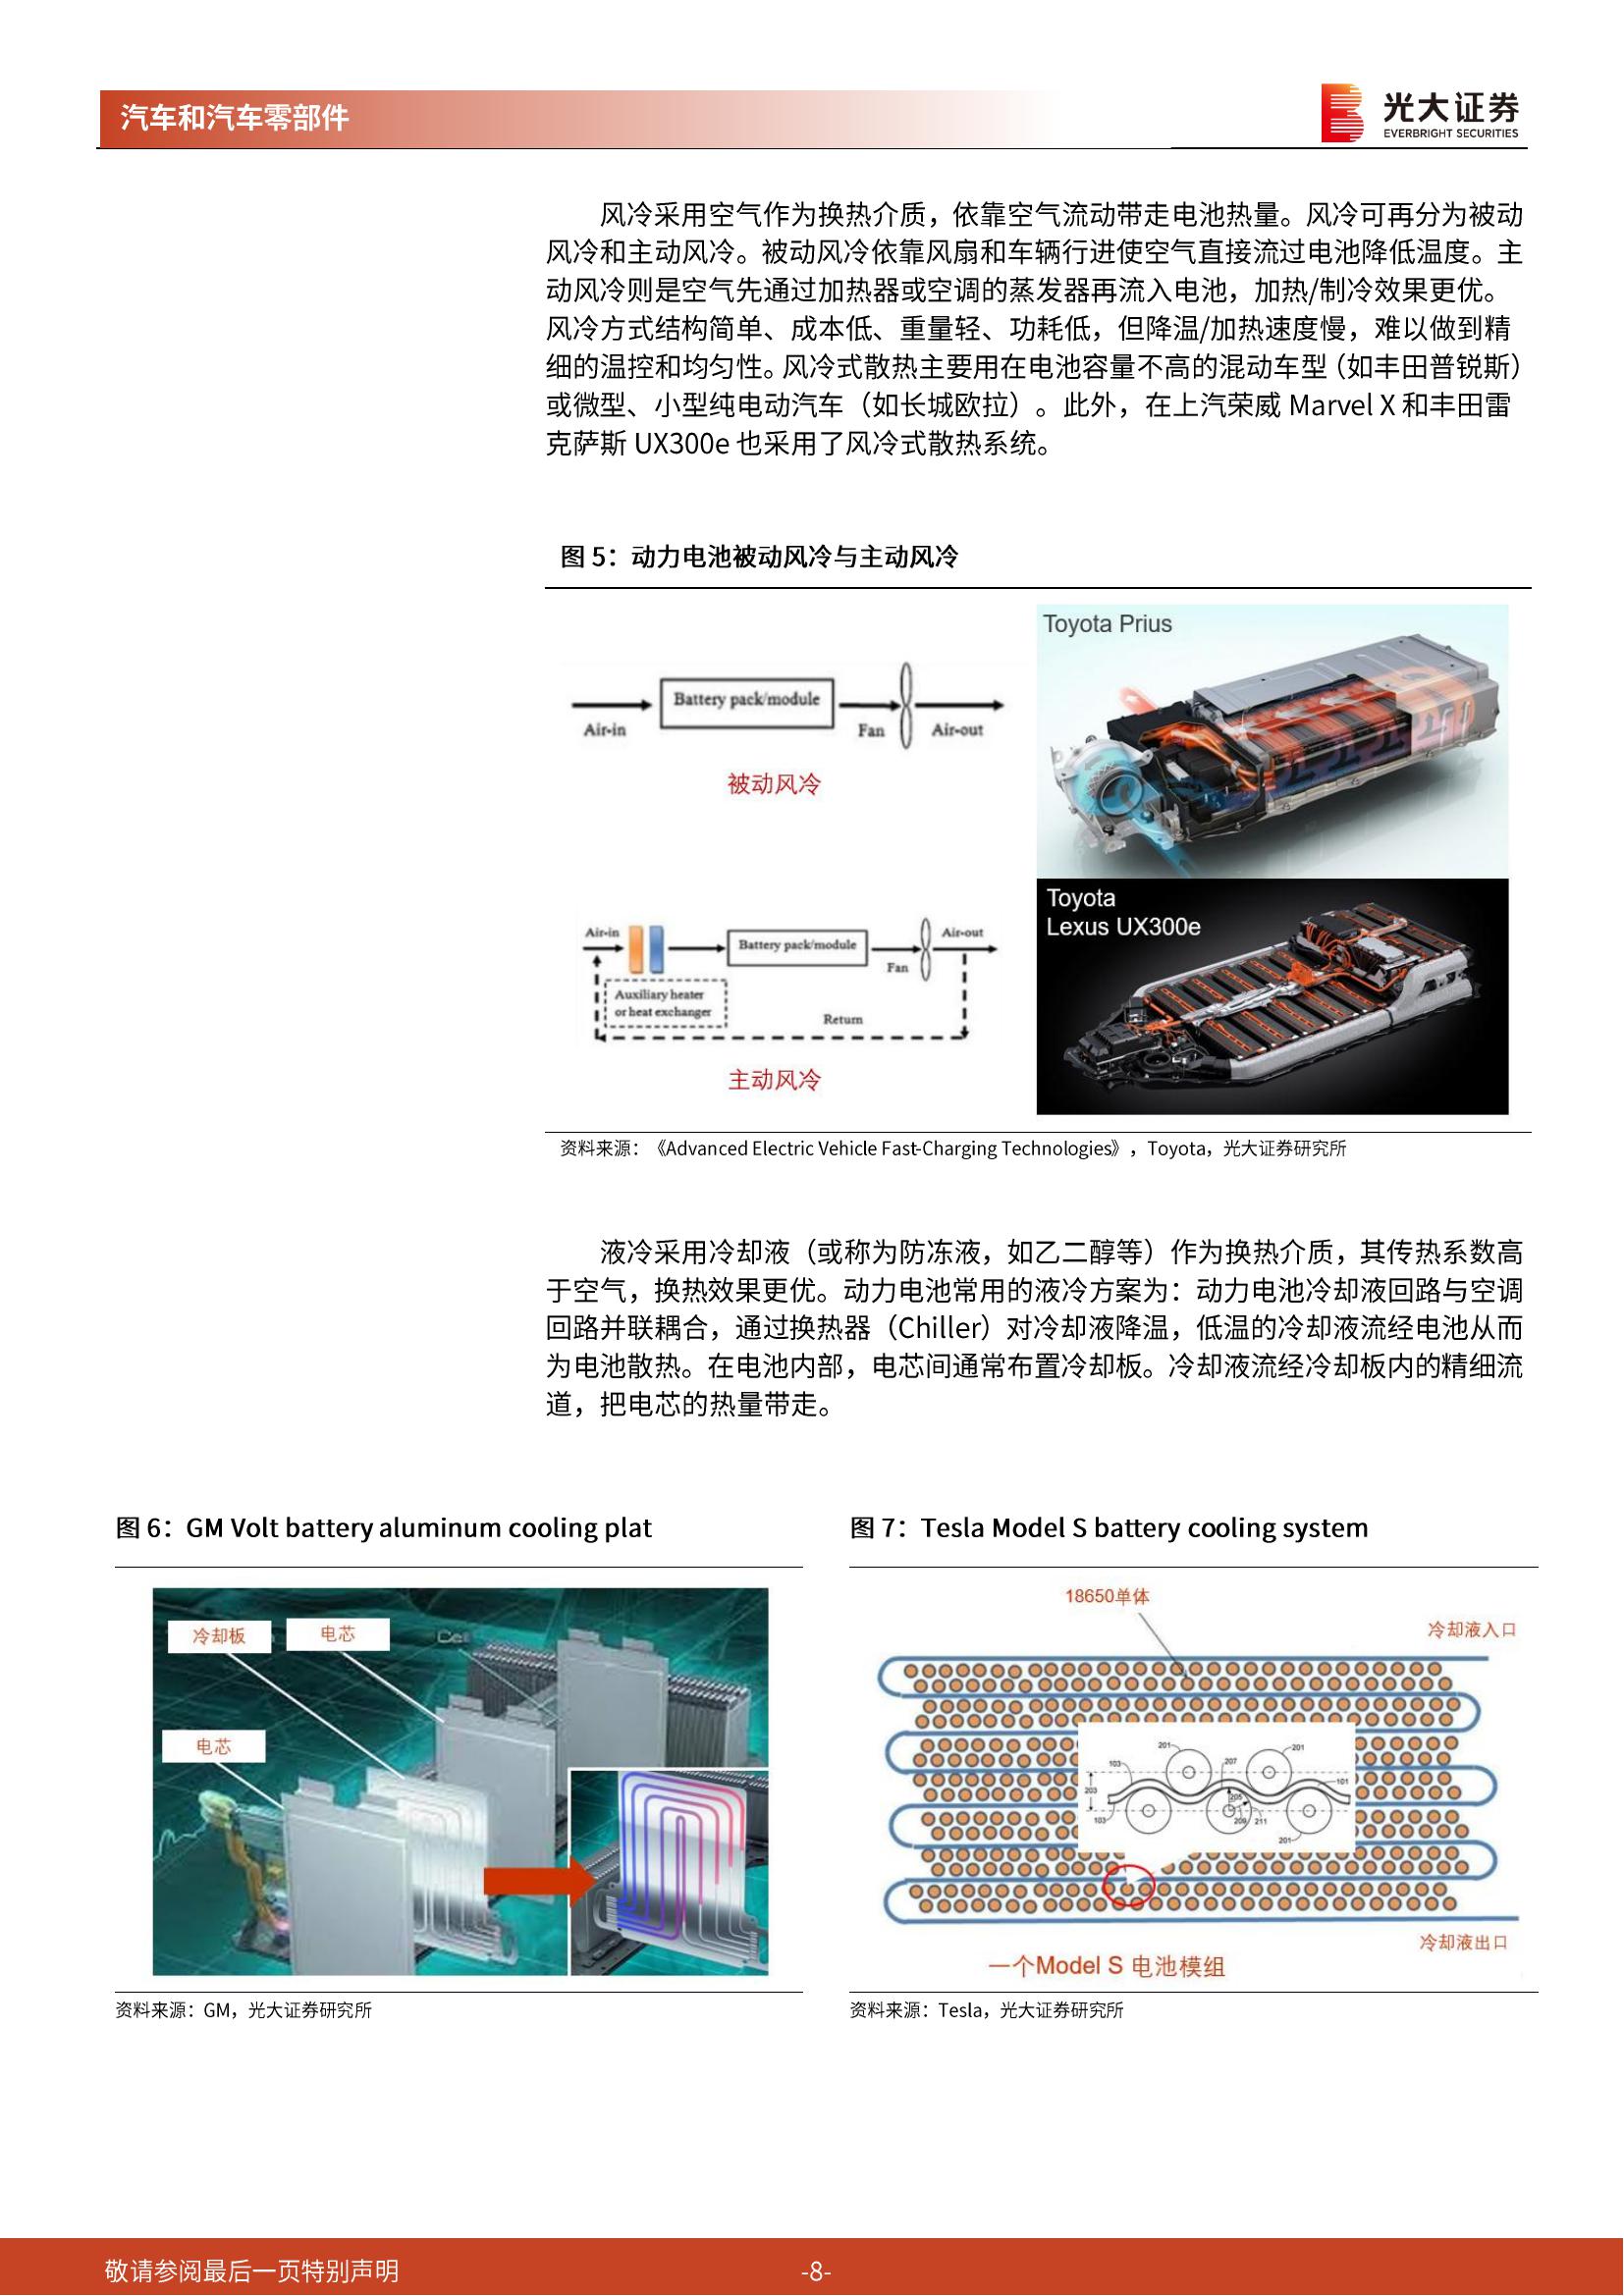 汽车和汽车零部件
光大证券
EVERBRIGHT SECURITIES
风冷采用空气作为换热介质，依靠空气流动带走电池热量。风冷可再分为被动
风冷和主动风冷。被动风冷依靠风扇和车辆行进使空气直接流过电池降低温度。主
动风冷则是空气先通过加热器或空调的蒸发器再流入电池，加热/制冷效果更优。
风冷方式结构简单、成本低、重量轻、功耗低，但降温/加热速度慢，难以做到精
细的温控和均匀性。风冷式散热主要用在电池容量不高的混动车型（如丰田普锐斯）
或微型、小型纯电动汽车（如长城欧拉）。此外，在上汽荣威 Marvel X 和丰田雷
克萨斯 UX300e 也采用了风冷式散热系统。
图 5：动力电池被动风冷与主动风冷
Air-in
Battery pack/module
Fan
Air-out
被动风冷
Toyota Prius
Air-in
Battery pack/module
Fan
Air-out
Auxiliary heater
or heat exchanger
Return
主动风冷
Toyota
Lexus UX300e
资料来源：《Advanced Electric Vehicle Fast-Charging Technologies》，Toyota，光大证券研究所
液冷采用冷却液（或称为防冻液，如乙二醇等）作为换热介质，其传热系数高
于空气，换热效果更优。动力电池常用的液冷方案为：动力电池冷却液回路与空调
回路并联耦合，通过换热器（Chiller）对冷却液降温，低温的冷却液流经电池从而
为电池散热。在电池内部，电芯间通常布置冷却板。冷却液流经冷却板内的精细流
道，把电芯的热量带走。
图 6：GM Volt battery aluminum cooling plat
冷却板
电芯
Cell
电芯
资料来源：GM，光大证券研究所
图 7：Tesla Model S battery cooling system
18650单体
冷却液入口
201
201
103
207
101
203
205
103
209
211
201
冷却液出口
一个Model S 电池模组
资料来源：Tesla，光大证券研究所
敬请参阅最后一页特别声明
-8-